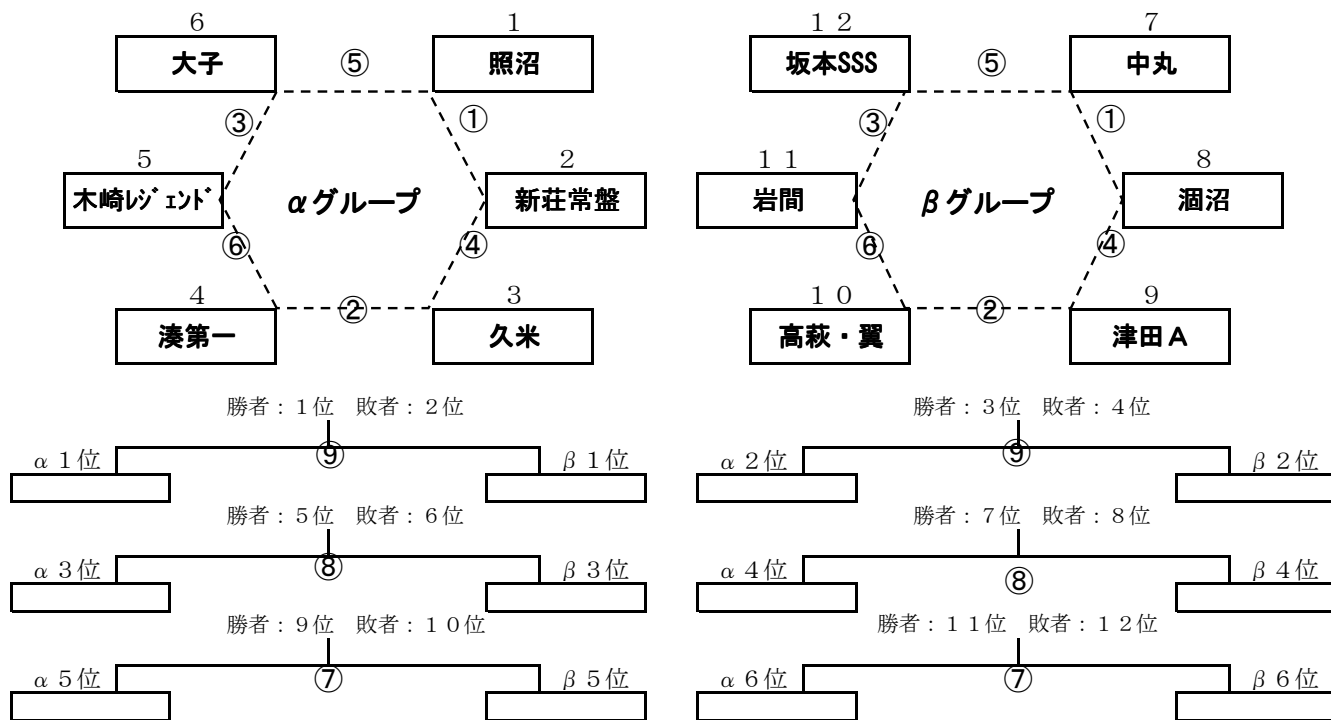 6 1 12 7
大子 ⑤ 照沼 坂本SSS ⑤ 中丸
③ ① ③ ①
5 2 11 8
木崎ﾚｼﾞｪﾝﾄﾞ αグループ 新荘常盤 岩間 βグループ 涸沼
⑥ ④ ⑥ ④
4 3 10 9
湊第一 ② 久米 高萩・翼 ② 津田A
勝者:1位 敗者:2位 勝者:3位 敗者:4位
α1位 ⑨ β1位 α2位 ⑨ β2位
勝者:5位 敗者:6位 勝者:7位 敗者:8位
α3位 ⑧ β3位 α4位 ⑧ β4位
勝者:9位 敗者:10位 勝者:11位 敗者:12位
α5位 ⑦ β5位 α6位 ⑦ β6位